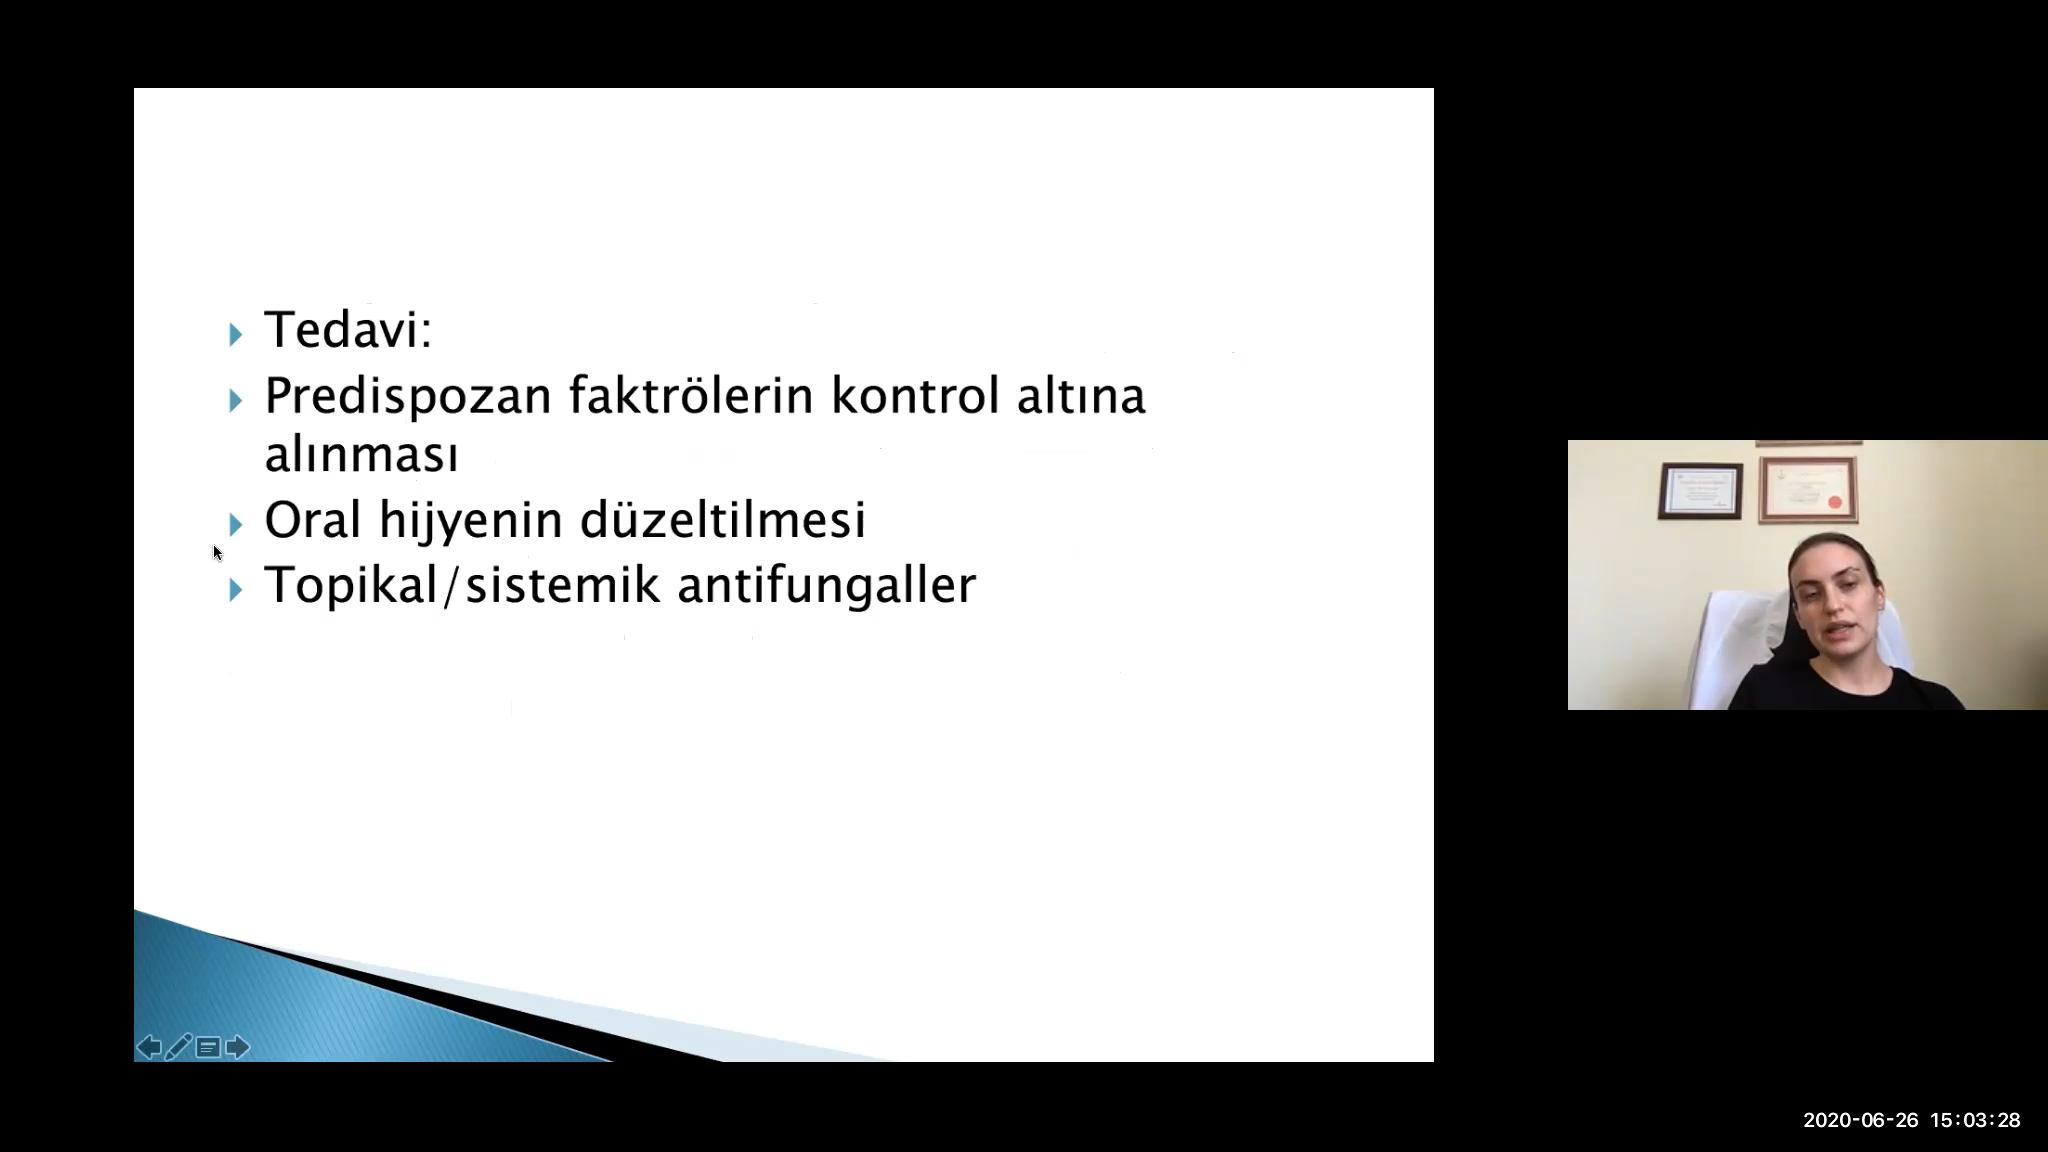 Tedavi:
Predispozan faktrölerin kontrol altına
alınması
Oral hijyenin düzeltilmesi
Topikal/sistemik antifungaller
2020-06-26 15:03:28